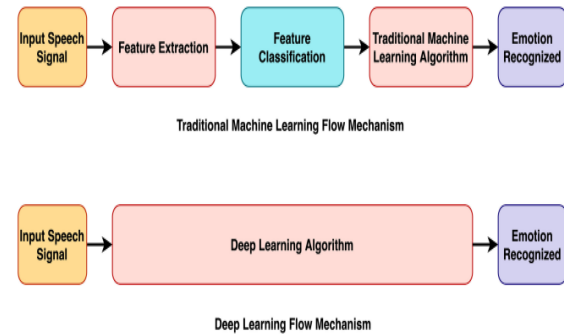 Input Speech
Signal
Feature Extraction
Feature
Classification
Traditional Machine
Learning Algorithm
Emotion
Recognized
Traditional Machine Learning Flow Mechanism
Input Speech
Signal
Deep Learning Algorithm
Emotion
Recognized
Deep Learning Flow Mechanism